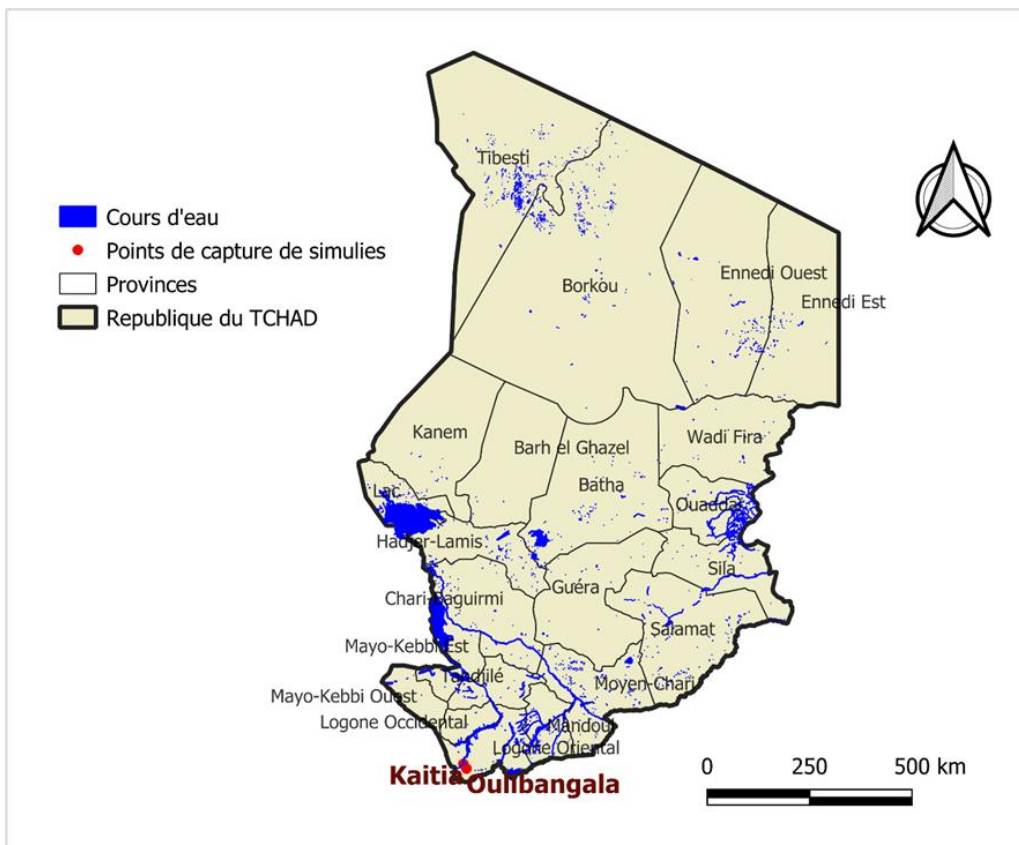 Tibesti
Cours d'eau
Points de capture de simulies
Provinces
Republique du TCHAD
Borkou
Ennedi Ouest
Ennedi Est
Kanem
Barh el Ghazel
Wadi Fira
Batha
Lac
Ouaddaï
Hadjer-Lamis
Sila
Guéra
Chari-Baguirmi
Salamat
Mayo-Kebbi Est
Tandjilé
Moyen-Chari
Mayo-Kebbi Ouest
Logone Occidental
Mandoul
Logone Oriental
Kaitia
Oulibangala
0 250 500 km